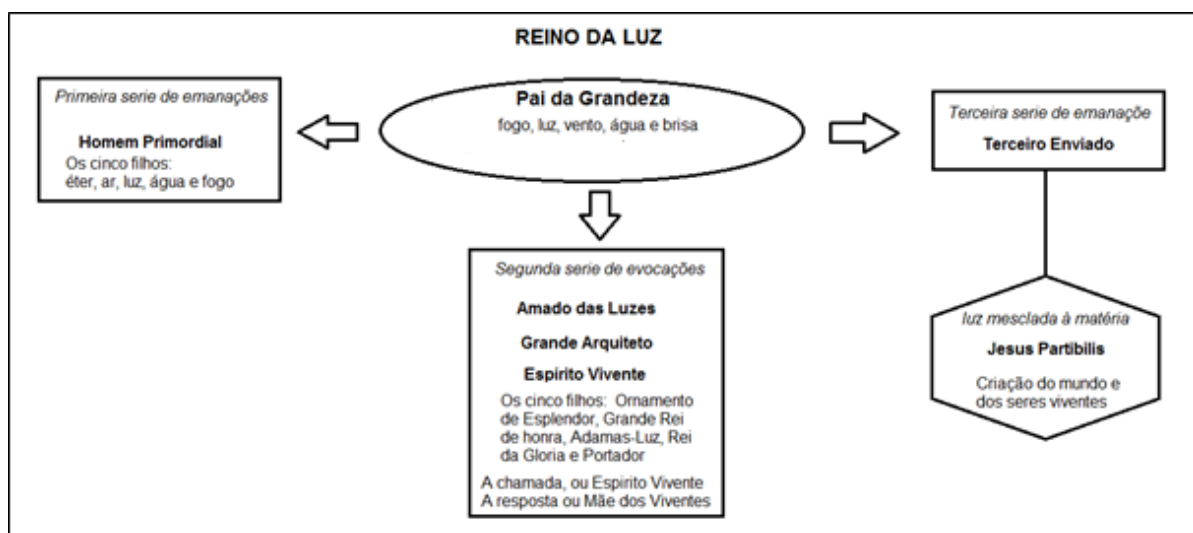 REINO DA LUZ
Primeira serie de emanações
Homem Primordial
Os cinco filhos:
éter, ar, luz, água e fogo
Pai da Grandeza
fogo, luz, vento, água e brisa
Terceira serie de emanaçõe
Terceiro Enviado
Segunda serie de evocações
Amado das Luzes
Grande Arquiteto
Espirito Vivente
Os cinco filhos: Ornamento
de Esplendor, Grande Rei
de honra, Adamas-Luz, Rei
da Gloria e Portador
A chamada, ou Espirito Vivente
A resposta ou Mãe dos Viventes
luz mesclada à matéria
Jesus Partibilis
Criação do mundo e
dos seres viventes